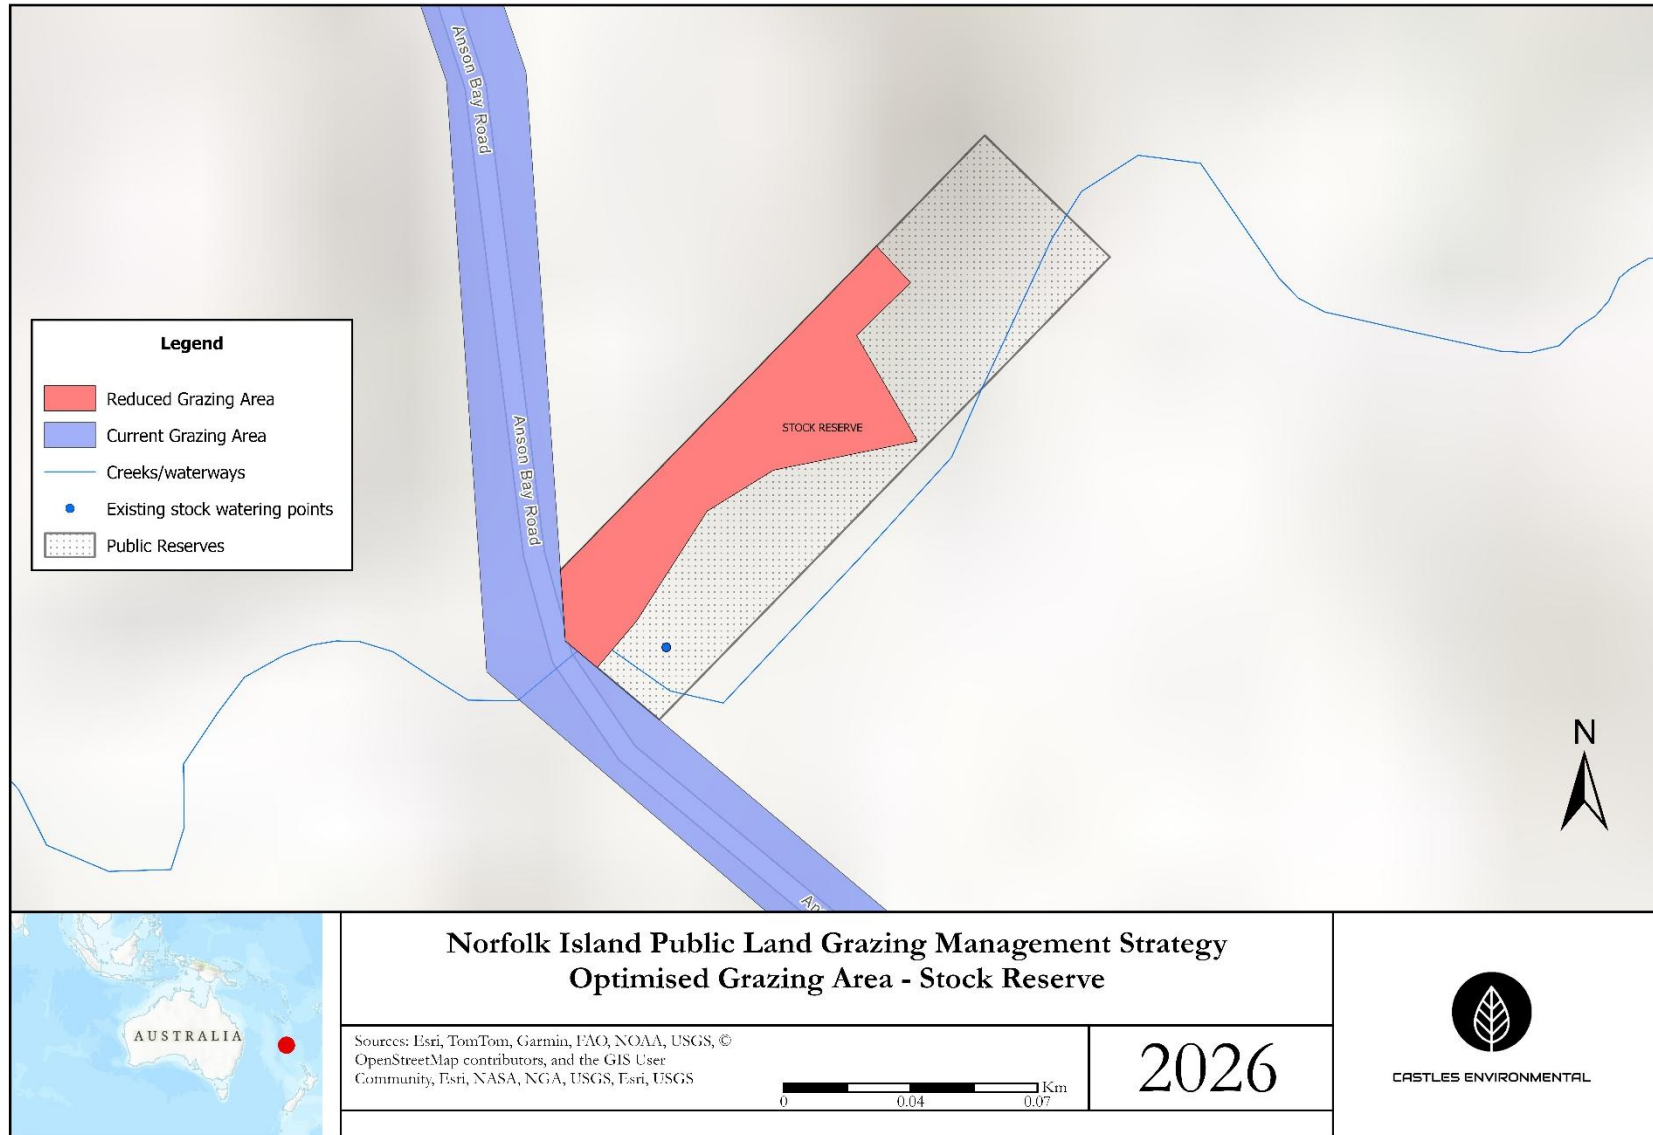 Anson Bay Road
STOCK RESERVE
Anson Bay Road
An
Legend
Reduced Grazing Area
Current Grazing Area
Creeks/waterways
Existing stock watering points
Public Reserves
N
AUSTRALIA
Norfolk Island Public Land Grazing Management Strategy
Optimised Grazing Area - Stock Reserve
Sources: Esri, TomTom, Garmin, FAO, NOAA, USGS, ©
OpenStreetMap contributors, and the GIS User
Community, Esri, NASA, NGA, USGS, Esri, USGS
Km
0 0.04 0.07
2026
CASTLES ENVIRONMENTAL